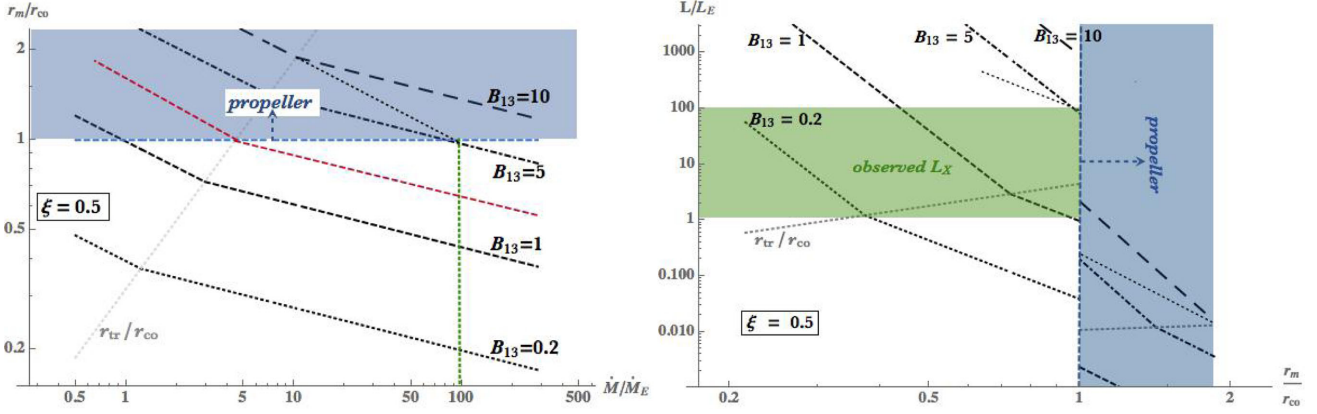 r_m/r_co
2
1
0.5
0.2
propeller
B₁₃=10
B₁₃=5
B₁₃=1
B₁₃=0.2
ξ = 0.5
r_tr/r_co
0.5
1
5
10
50
100
500
Ṁ/Ṁ_E
L/L_E
1000
100
10
1
0.100
0.010
B₁₃ = 1
B₁₃ = 5
B₁₃ = 10
B₁₃ = 0.2
observed L_X
propeller
r_tr/r_co
ξ = 0.5
0.2
0.5
1
2
r_m
r_co